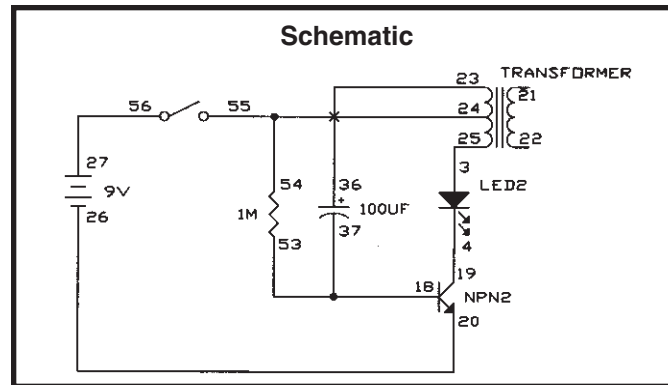 Schematic
23 TRANSFORMER
21
56 55 24
25 22
27 3
54 36 LED2
9V + 
1M 100UF
26 53 37 4
19
18 NPN2
20